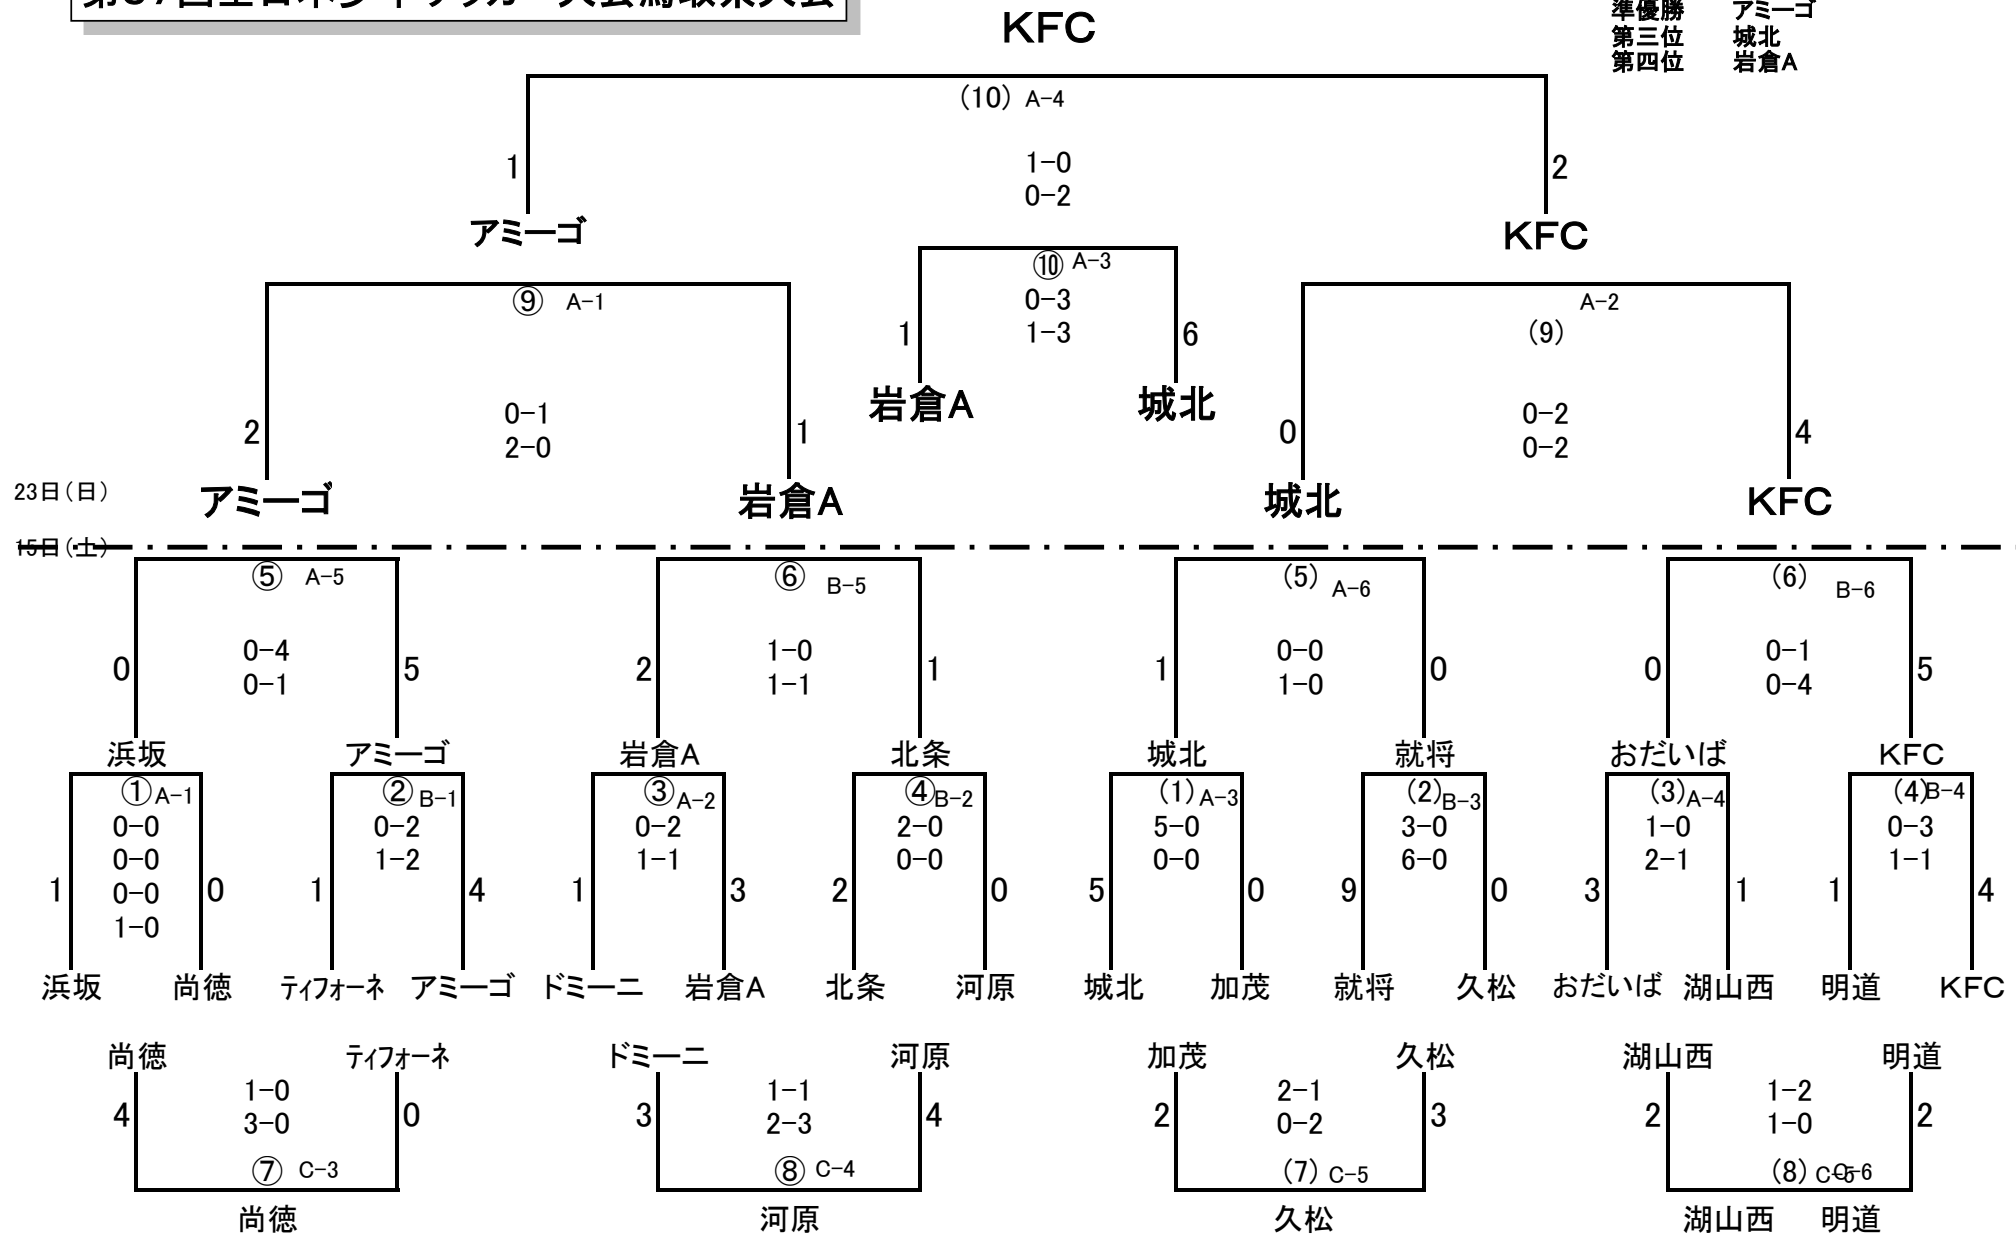 KFC
準優勝 アミーゴ
第三位 城北
第四位 岩倉A
(10) A-4
1 1-0 2
0-2
アミーゴ KFC
⑩ A-3
⑨ A-1 0-3 A-2
1 1-3 6 (9)
岩倉A 城北
2 0-1 1 0 0-2 4
2-0 0-2
23日(日) アミーゴ 岩倉A 城北 KFC
15日(土)
⑤ A-5 ⑥ B-5 (5) A-6 (6) B-6
0-4 1-0 0-0 0-1
0 5 2 1 1 0 0 5
0-1 1-1 1-0 0-4
浜坂 アミーゴ 岩倉A 北条 城北 就将 おだいば KFC
①A-1 ②B-1 ③A-2 ④B-2 (1)A-3 (2)B-3 (3)A-4 (4)B-4
0-0 0-2 0-2 2-0 5-0 3-0 1-0 0-3
0-0 1-2 1-1 0-0 0-0 6-0 2-1 1-1
1 0-0 0 1 4 1 3 2 0 5 0 9 0 3 1 1 4
1-0
浜坂 尚徳 ティフォーネ アミーゴ ドミーニ 岩倉A 北条 河原 城北 加茂 就将 久松 おだいば 湖山西 明道 KFC
尚徳 ティフォーネ ドミーニ 河原 加茂 久松 湖山西 明道
1-0 1-1 2-1 1-2
4 3-0 0 3 2-3 4 2 0-2 3 2 1-0 2
⑦ C-3 ⑧ C-4 (7) C-5 (8)
尚徳 河原 久松 湖山西 明道